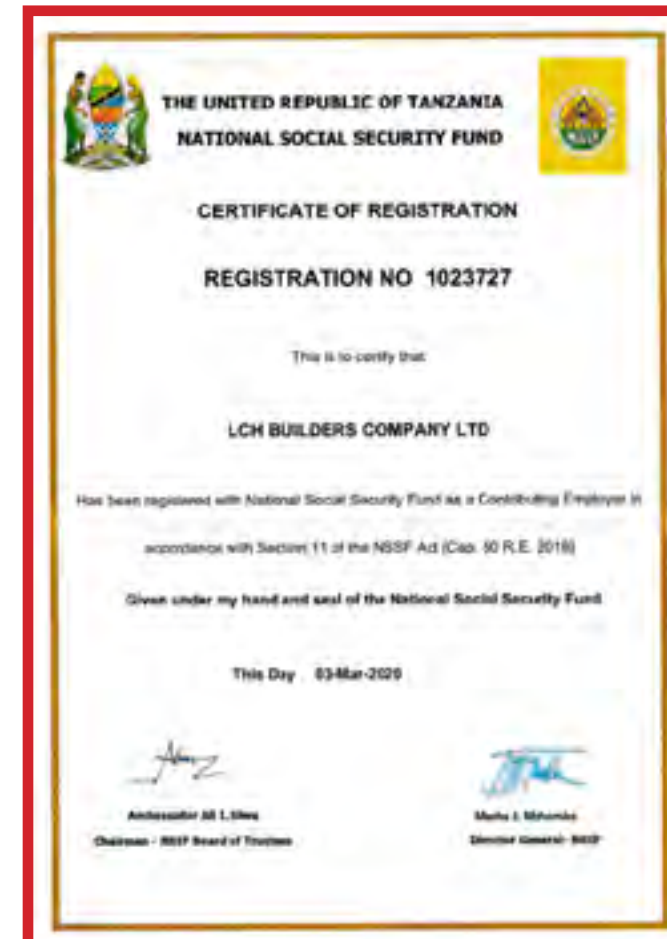 THE UNITED REPUBLIC OF TANZANIA
NATIONAL SOCIAL SECURITY FUND
CERTIFICATE OF REGISTRATION
REGISTRATION NO 1023727
This is to certify that
LCH BUILDERS COMPANY LTD
Has been registered with National Social Security Fund as a Contributing Employer in
accordance with Section 11 of the NSSF Act (Cap. 50 R.E. 2018)
Given under my hand and seal of the National Social Security Fund
This Day 03-Mar-2020
Ambassador Ali
Chairman - NSSF Board of Trustees
Director General- NSSF